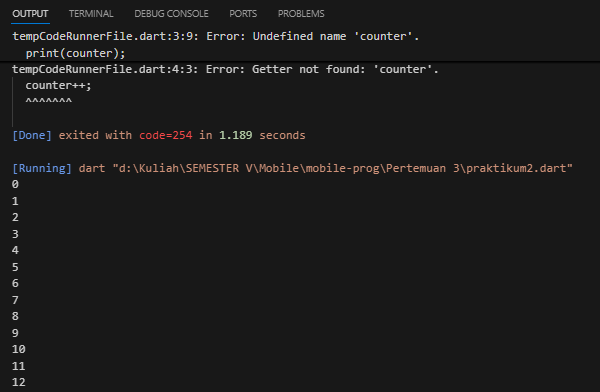 OUTPUT TERMINAL DEBUG CONSOLE PORTS PROBLEMS
tempCodeRunnerFile.dart:3:9: Error: Undefined name 'counter'.
print(counter);
tempCodeRunnerFile.dart:4:3: Error: Getter not found: 'counter'.
counter++;
^^^^^^^
[Done] exited with code=254 in 1.189 seconds
[Running] dart "d:\Kuliah\SEMESTER V\Mobile\mobile-prog\Pertemuan 3\praktikum2.dart"
0
1
2
3
4
5
6
7
8
9
10
11
12